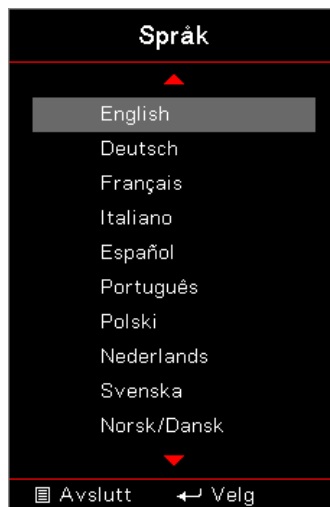 Språk
English
Deutsch
Français
Italiano
Español
Português
Polski
Nederlands
Svenska
Norsk/Dansk
Avslutt Velg